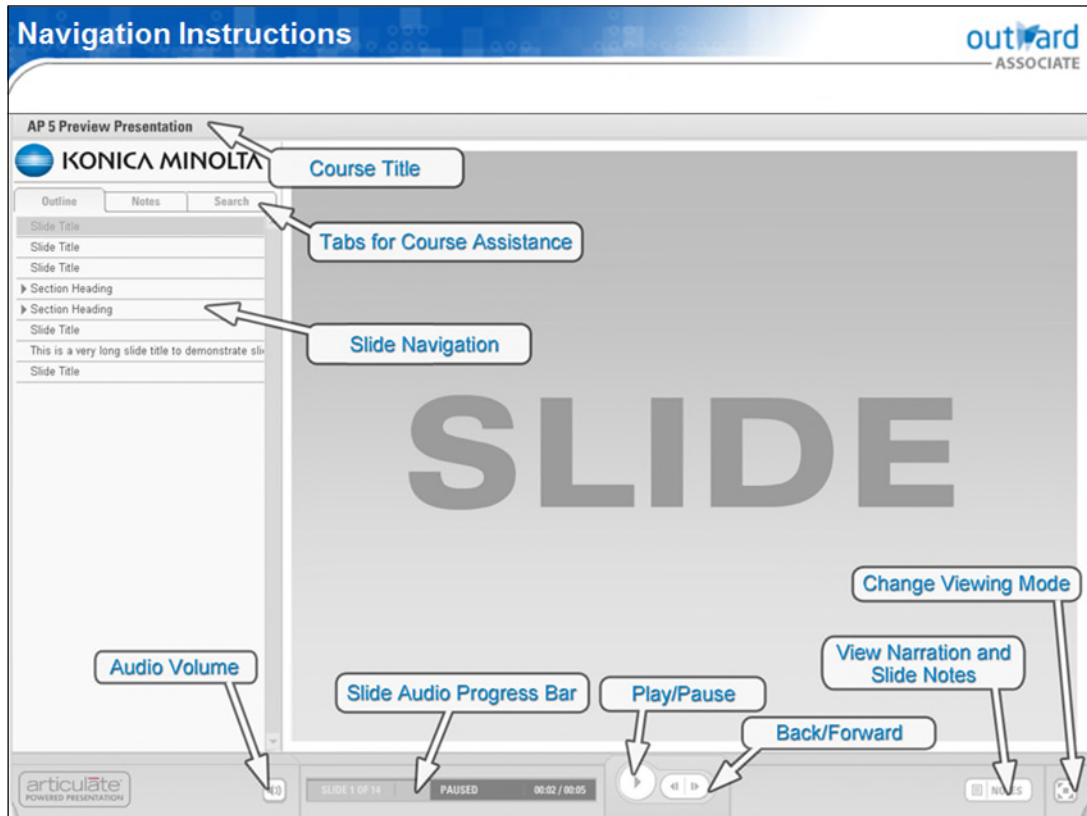 Navigation Instructions
outward
ASSOCIATE
AP 5 Preview Presentation
KONICA MINOLTA
Course Title
Outline Notes Search
Tabs for Course Assistance
Slide Title
Slide Title
Slide Title
Section Heading
Section Heading
Slide Title
This is a very long slide title to demonstrate sli
Slide Title
Slide Navigation
SLIDE
Change Viewing Mode
View Narration and
Slide Notes
Audio Volume
Slide Audio Progress Bar
Play/Pause
Back/Forward
articulate
POWERED PRESENTATION
SLIDE 1 OF 14 PAUSED 00:02 / 00:05
NOTES